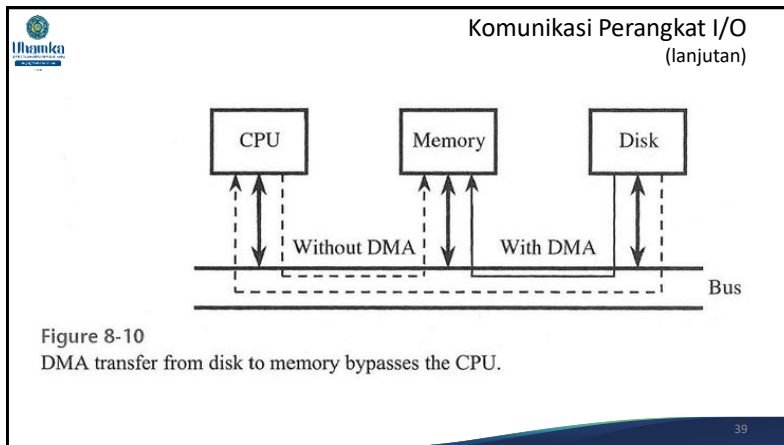 Uhamka
Komunikasi Perangkat I/O
(lanjutan)
CPU
Memory
Disk
Without DMA
With DMA
Bus
Figure 8-10
DMA transfer from disk to memory bypasses the CPU.
39